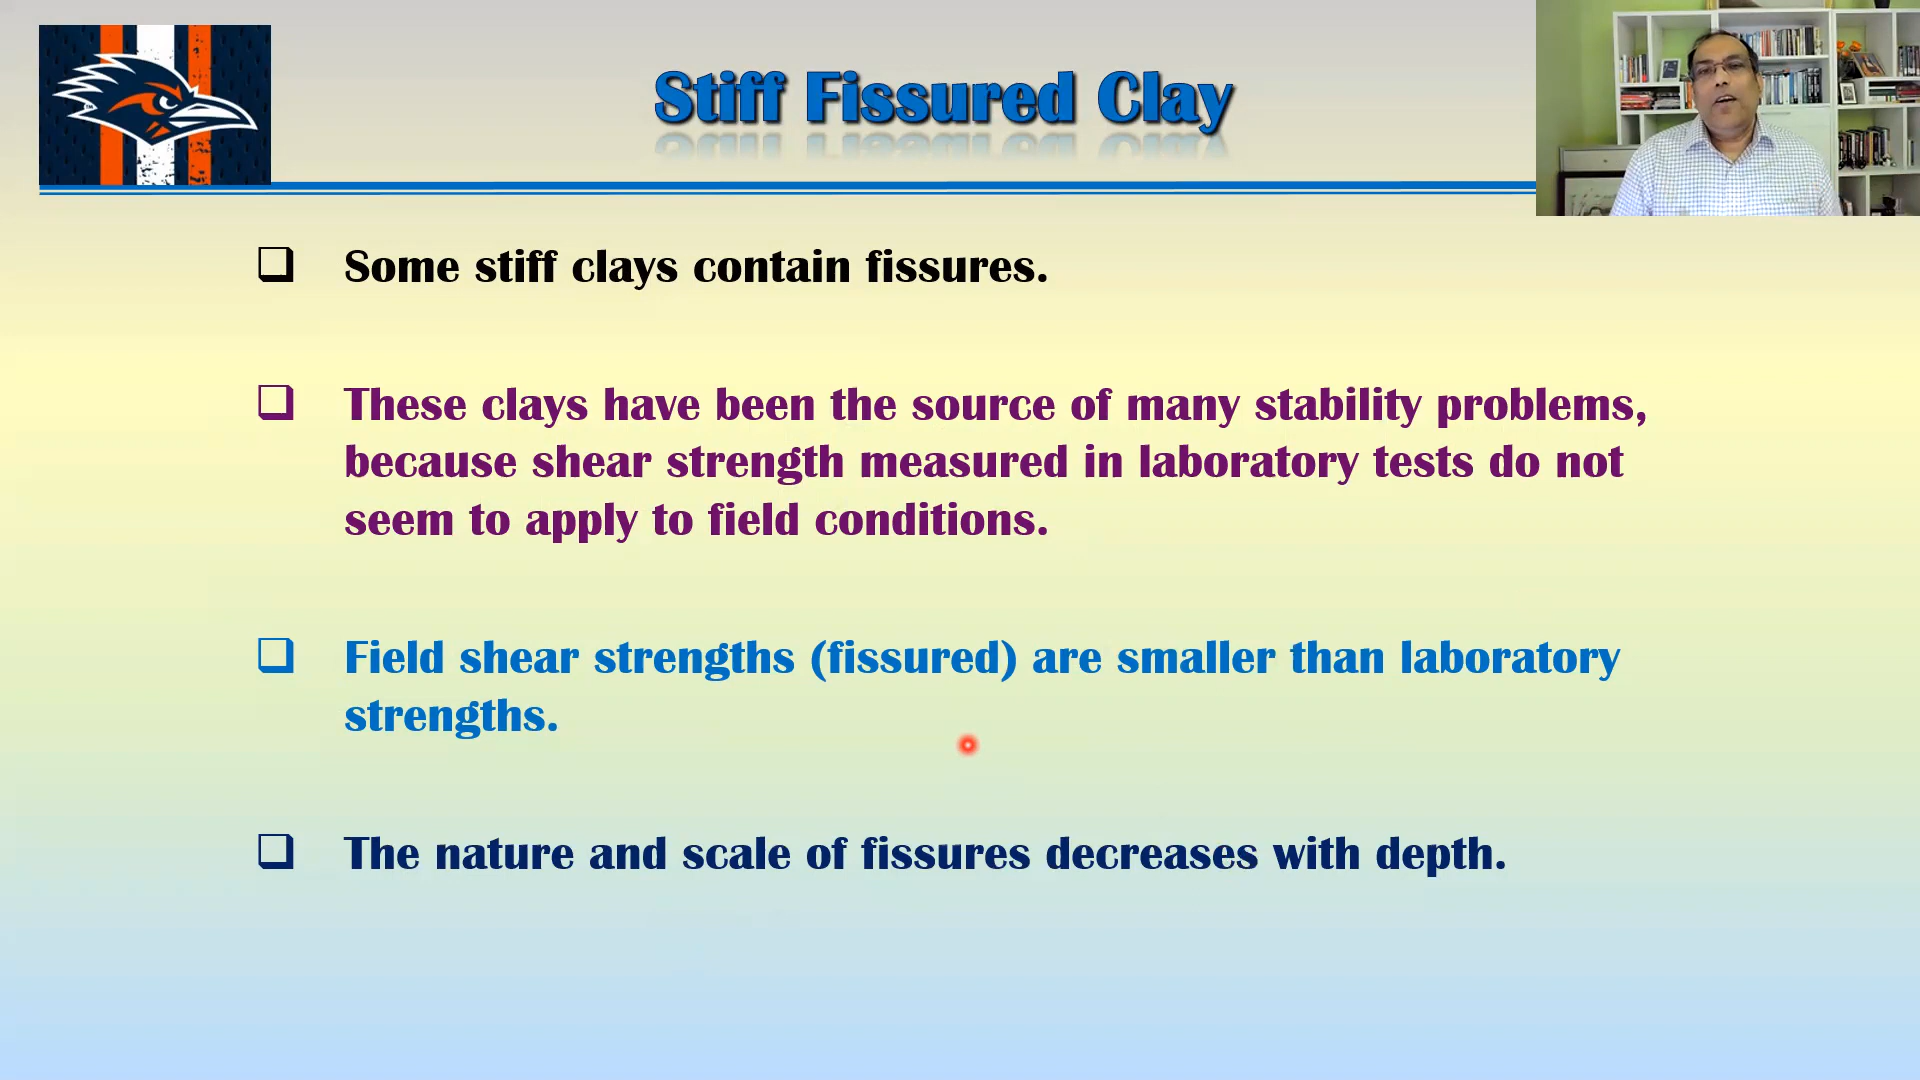 Stiff Fissured Clay
Some stiff clays contain fissures.
These clays have been the source of many stability problems,
because shear strength measured in laboratory tests do not
seem to apply to field conditions.
Field shear strengths (fissured) are smaller than laboratory
strengths.
The nature and scale of fissures decreases with depth.